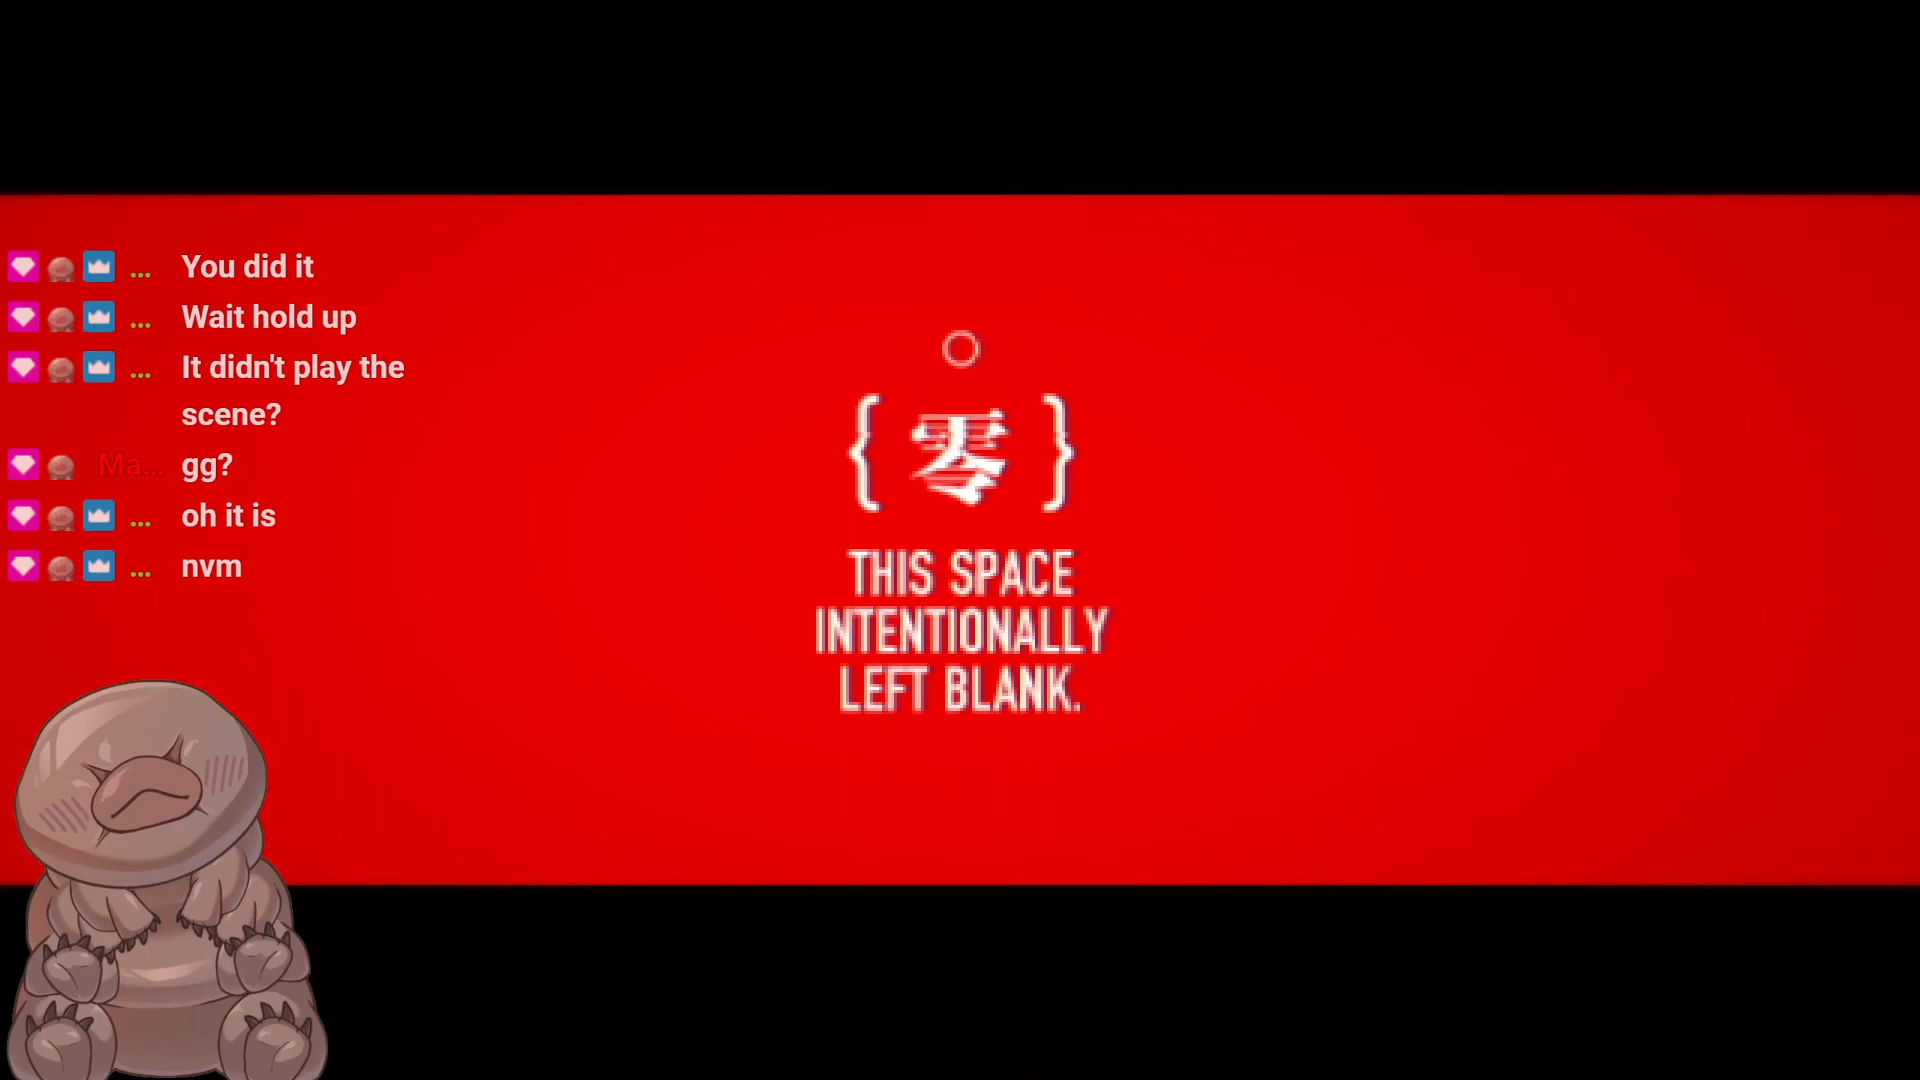 ... You did it
... Wait hold up
... It didn't play the
scene?
Ma... gg?
... oh it is
... nvm
{ 零 }
THIS SPACE
INTENTIONALLY
LEFT BLANK.